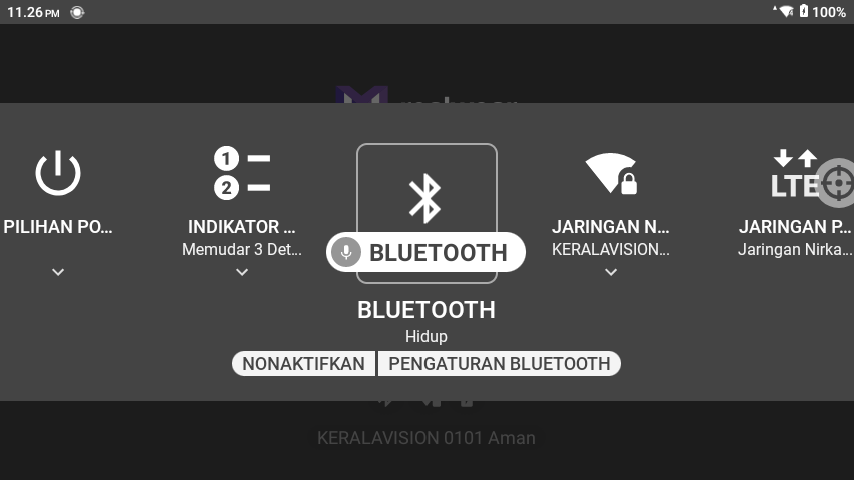 11.26 PM
100%
1
2
LTE
PILIHAN PO...
INDIKATOR ...
Memudar 3 Det...
BLUETOOTH
JARINGAN N...
KERALAVISION...
JARINGAN P...
Jaringan Nirka...
BLUETOOTH
Hidup
NONAKTIFKAN
PENGATURAN BLUETOOTH
KERALAVISION 0101 Aman